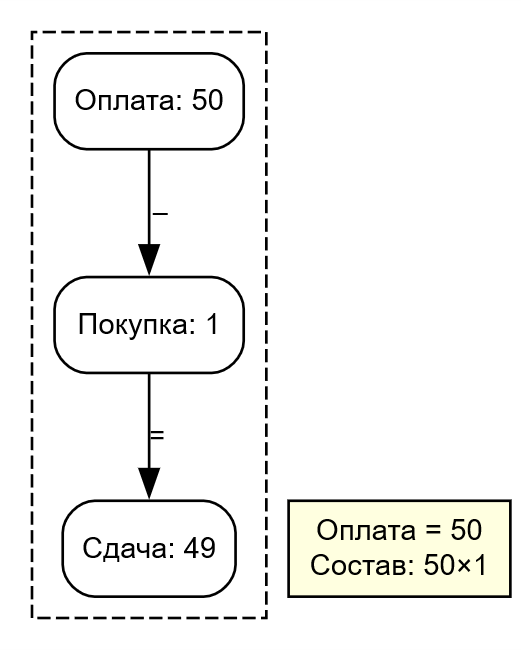 Оплата: 50
–
Покупка: 1
=
Сдача: 49
Оплата = 50
Состав: 50×1